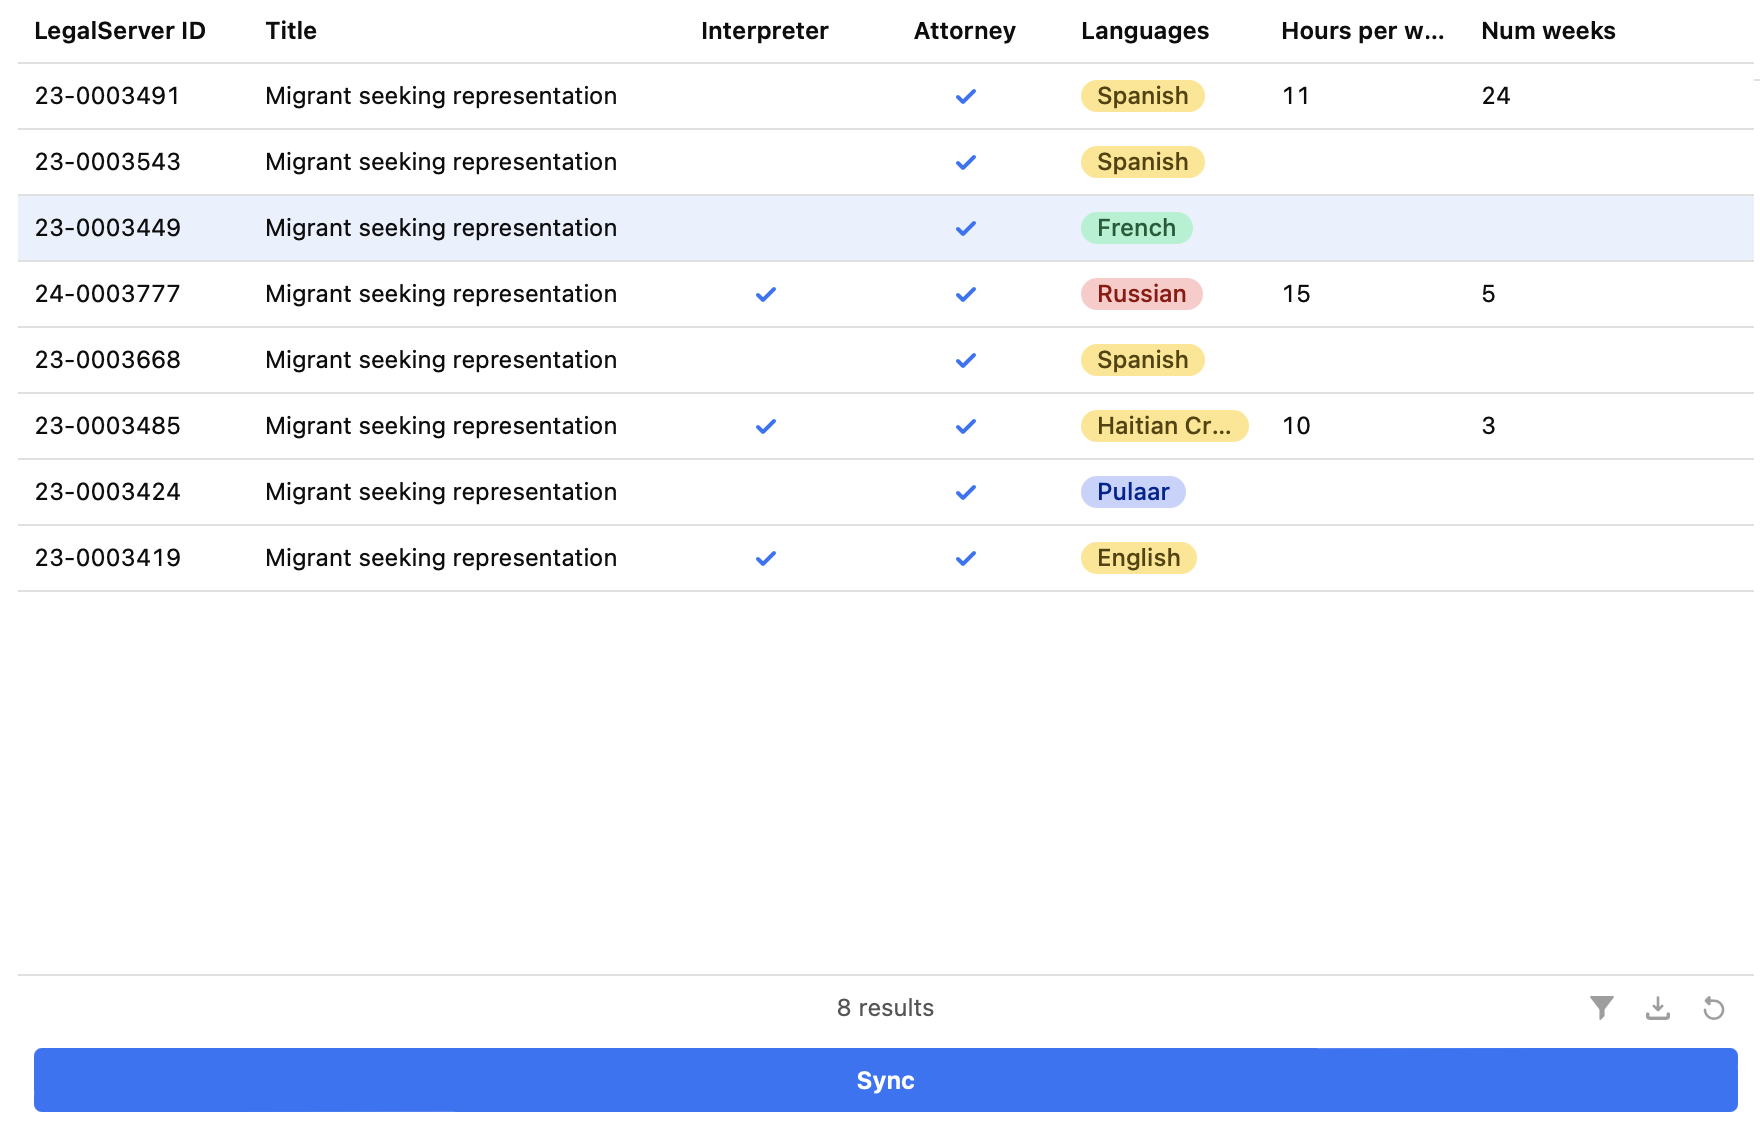 LegalServer ID Title Interpreter Attorney Languages Hours per w... Num weeks
23-0003491 Migrant seeking representation Spanish 11 24
23-0003543 Migrant seeking representation Spanish
23-0003449 Migrant seeking representation French
24-0003777 Migrant seeking representation Russian 15 5
23-0003668 Migrant seeking representation Spanish
23-0003485 Migrant seeking representation Haitian Cr... 10 3
23-0003424 Migrant seeking representation Pulaar
23-0003419 Migrant seeking representation English
8 results
Sync